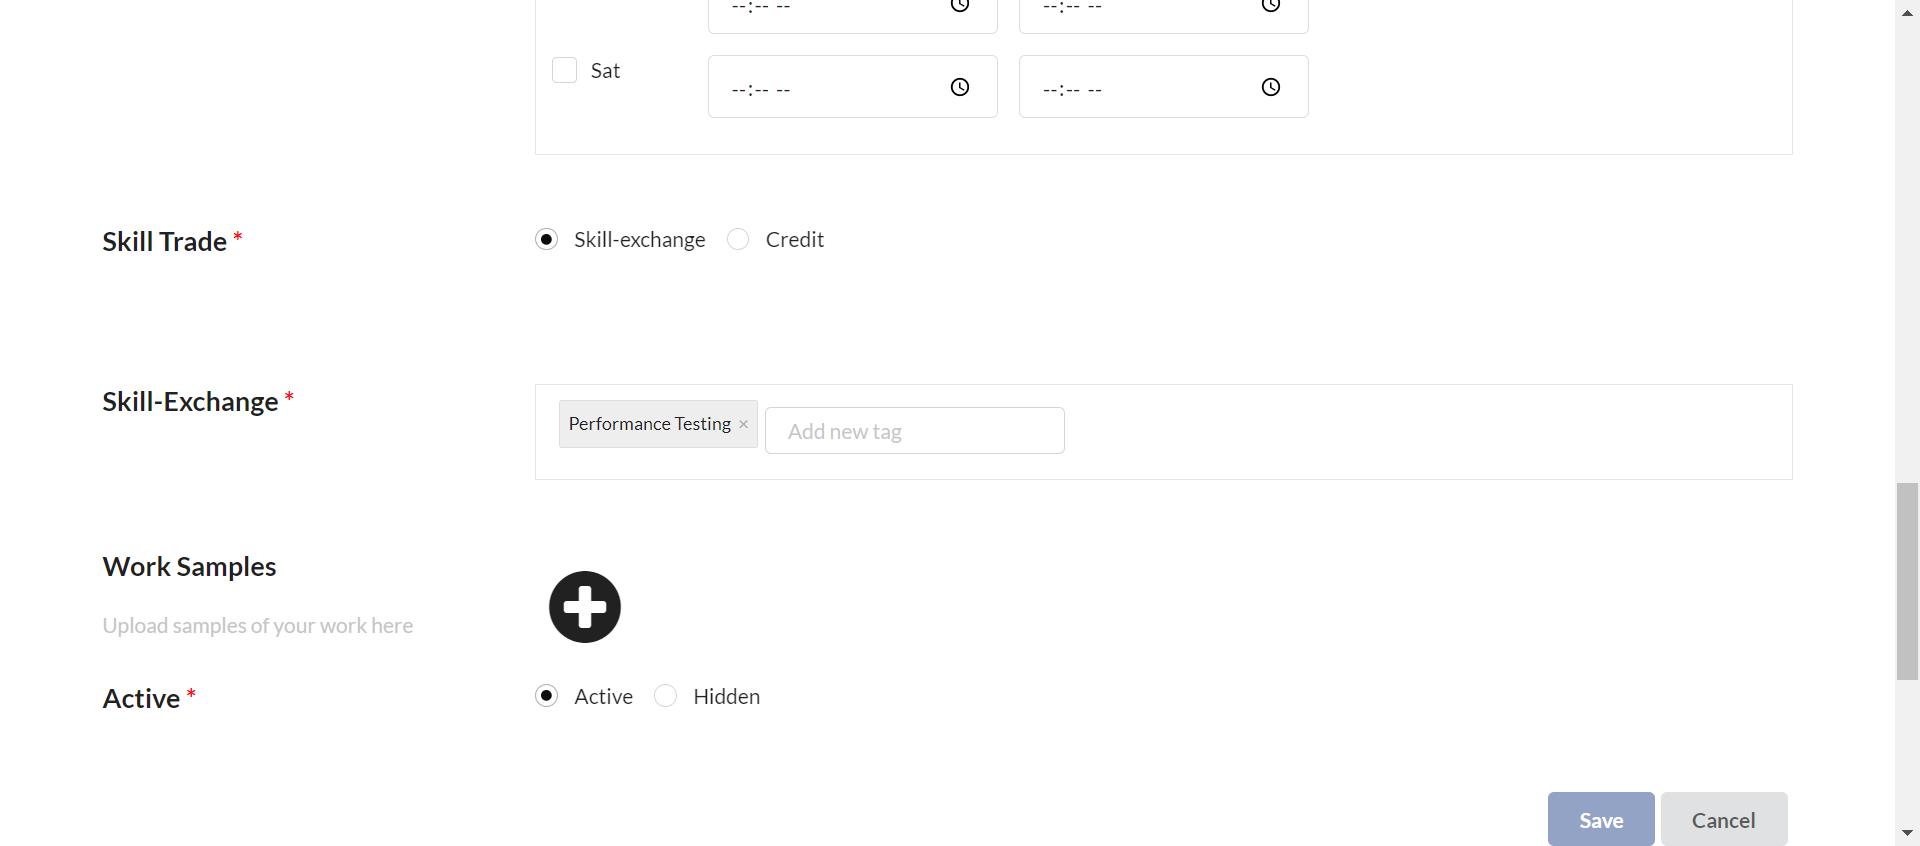 --:-- -- --:-- --
Sat --:-- -- --:-- --
Skill Trade * Skill-exchange Credit
Skill-Exchange * Performance Testing × Add new tag
Work Samples
Upload samples of your work here
Active * Active Hidden
Save Cancel